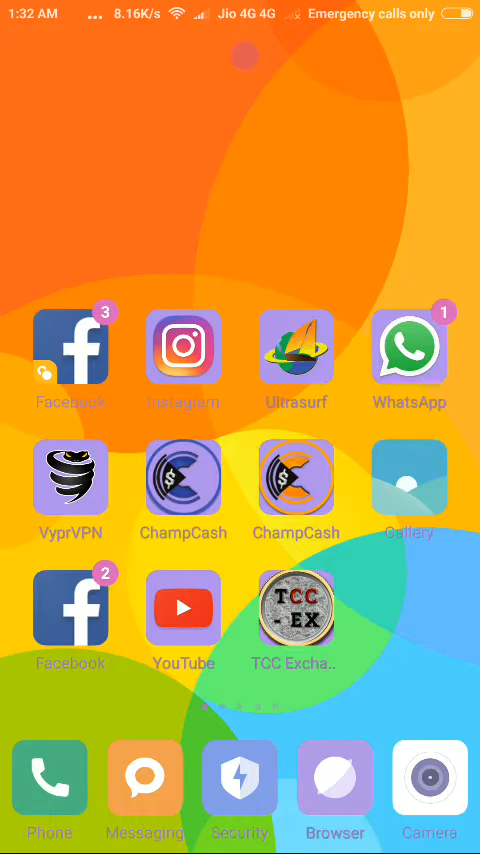 1:32 AM ... 8.16K/s Jio 4G 4G Emergency calls only
3 1
Facebook Instagram Ultrasurf WhatsApp
VyprVPN ChampCash ChampCash Gallery
2
TCC
- EX
Facebook YouTube TCC Excha..
Phone Messaging Security Browser Camera